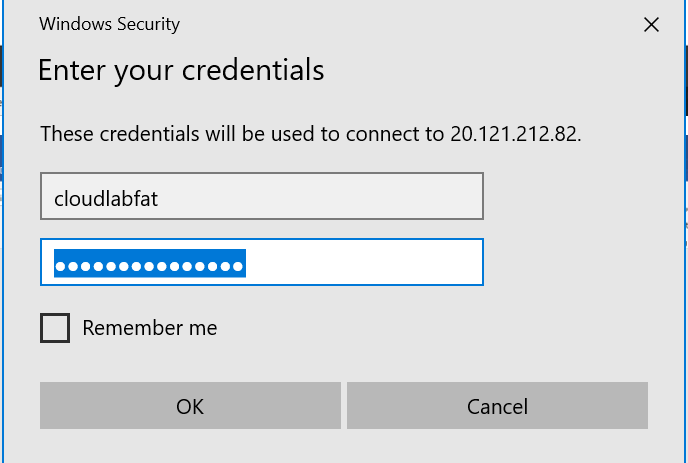 Windows Security
Enter your credentials
These credentials will be used to connect to 20.121.212.82.
cloudlabfat
•••••••••••••••
Remember me
OK
Cancel